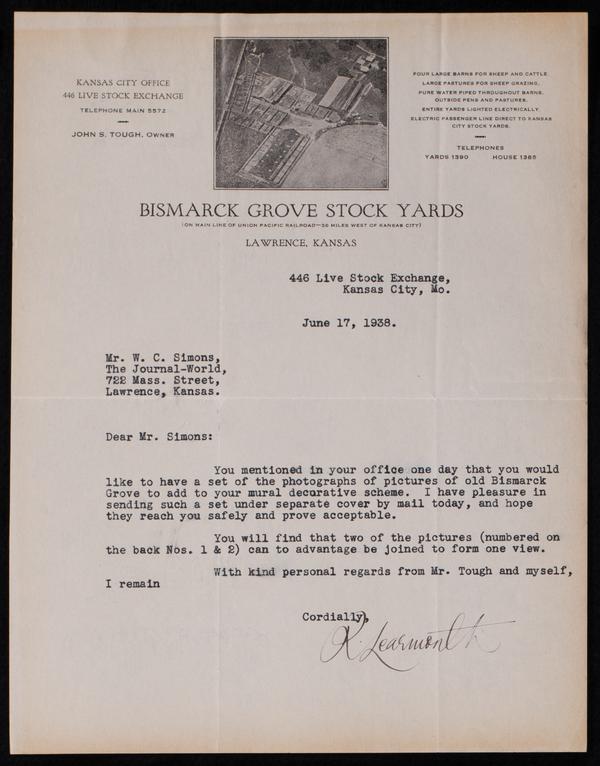 KANSAS CITY OFFICE
446 LIVE STOCK EXCHANGE
TELEPHONE MAIN 5572
JOHN S. TOUGH, OWNER
FOUR LARGE BARNS FOR SHEEP AND CATTLE.
LARGE PASTURES FOR SHEEP GRAZING.
PURE WATER PIPED THROUGHOUT BARNS,
OUTSIDE PENS AND PASTURES.
ENTIRE YARDS LIGHTED ELECTRICALLY.
ELECTRIC PASSENGER LINE DIRECT TO KANSAS
CITY STOCK YARDS.
TELEPHONES
YARDS 1390 HOUSE 1385
BISMARCK GROVE STOCK YARDS
(ON MAIN LINE OF UNION PACIFIC RAILROAD—36 MILES WEST OF KANSAS CITY)
LAWRENCE, KANSAS
446 Live Stock Exchange,
Kansas City, Mo.
June 17, 1938.
Mr. W. C. Simons,
The Journal-World,
722 Mass. Street,
Lawrence, Kansas.
Dear Mr. Simons:
You mentioned in your office one day that you would
like to have a set of the photographs of pictures of old Bismarck
Grove to add to your mural decorative scheme. I have pleasure in
sending such a set under separate cover by mail today, and hope
they reach you safely and prove acceptable.
You will find that two of the pictures (numbered on
the back Nos. 1 & 2) can to advantage be joined to form one view.
With kind personal regards from Mr. Tough and myself,
I remain
Cordially,
R. Learmonth